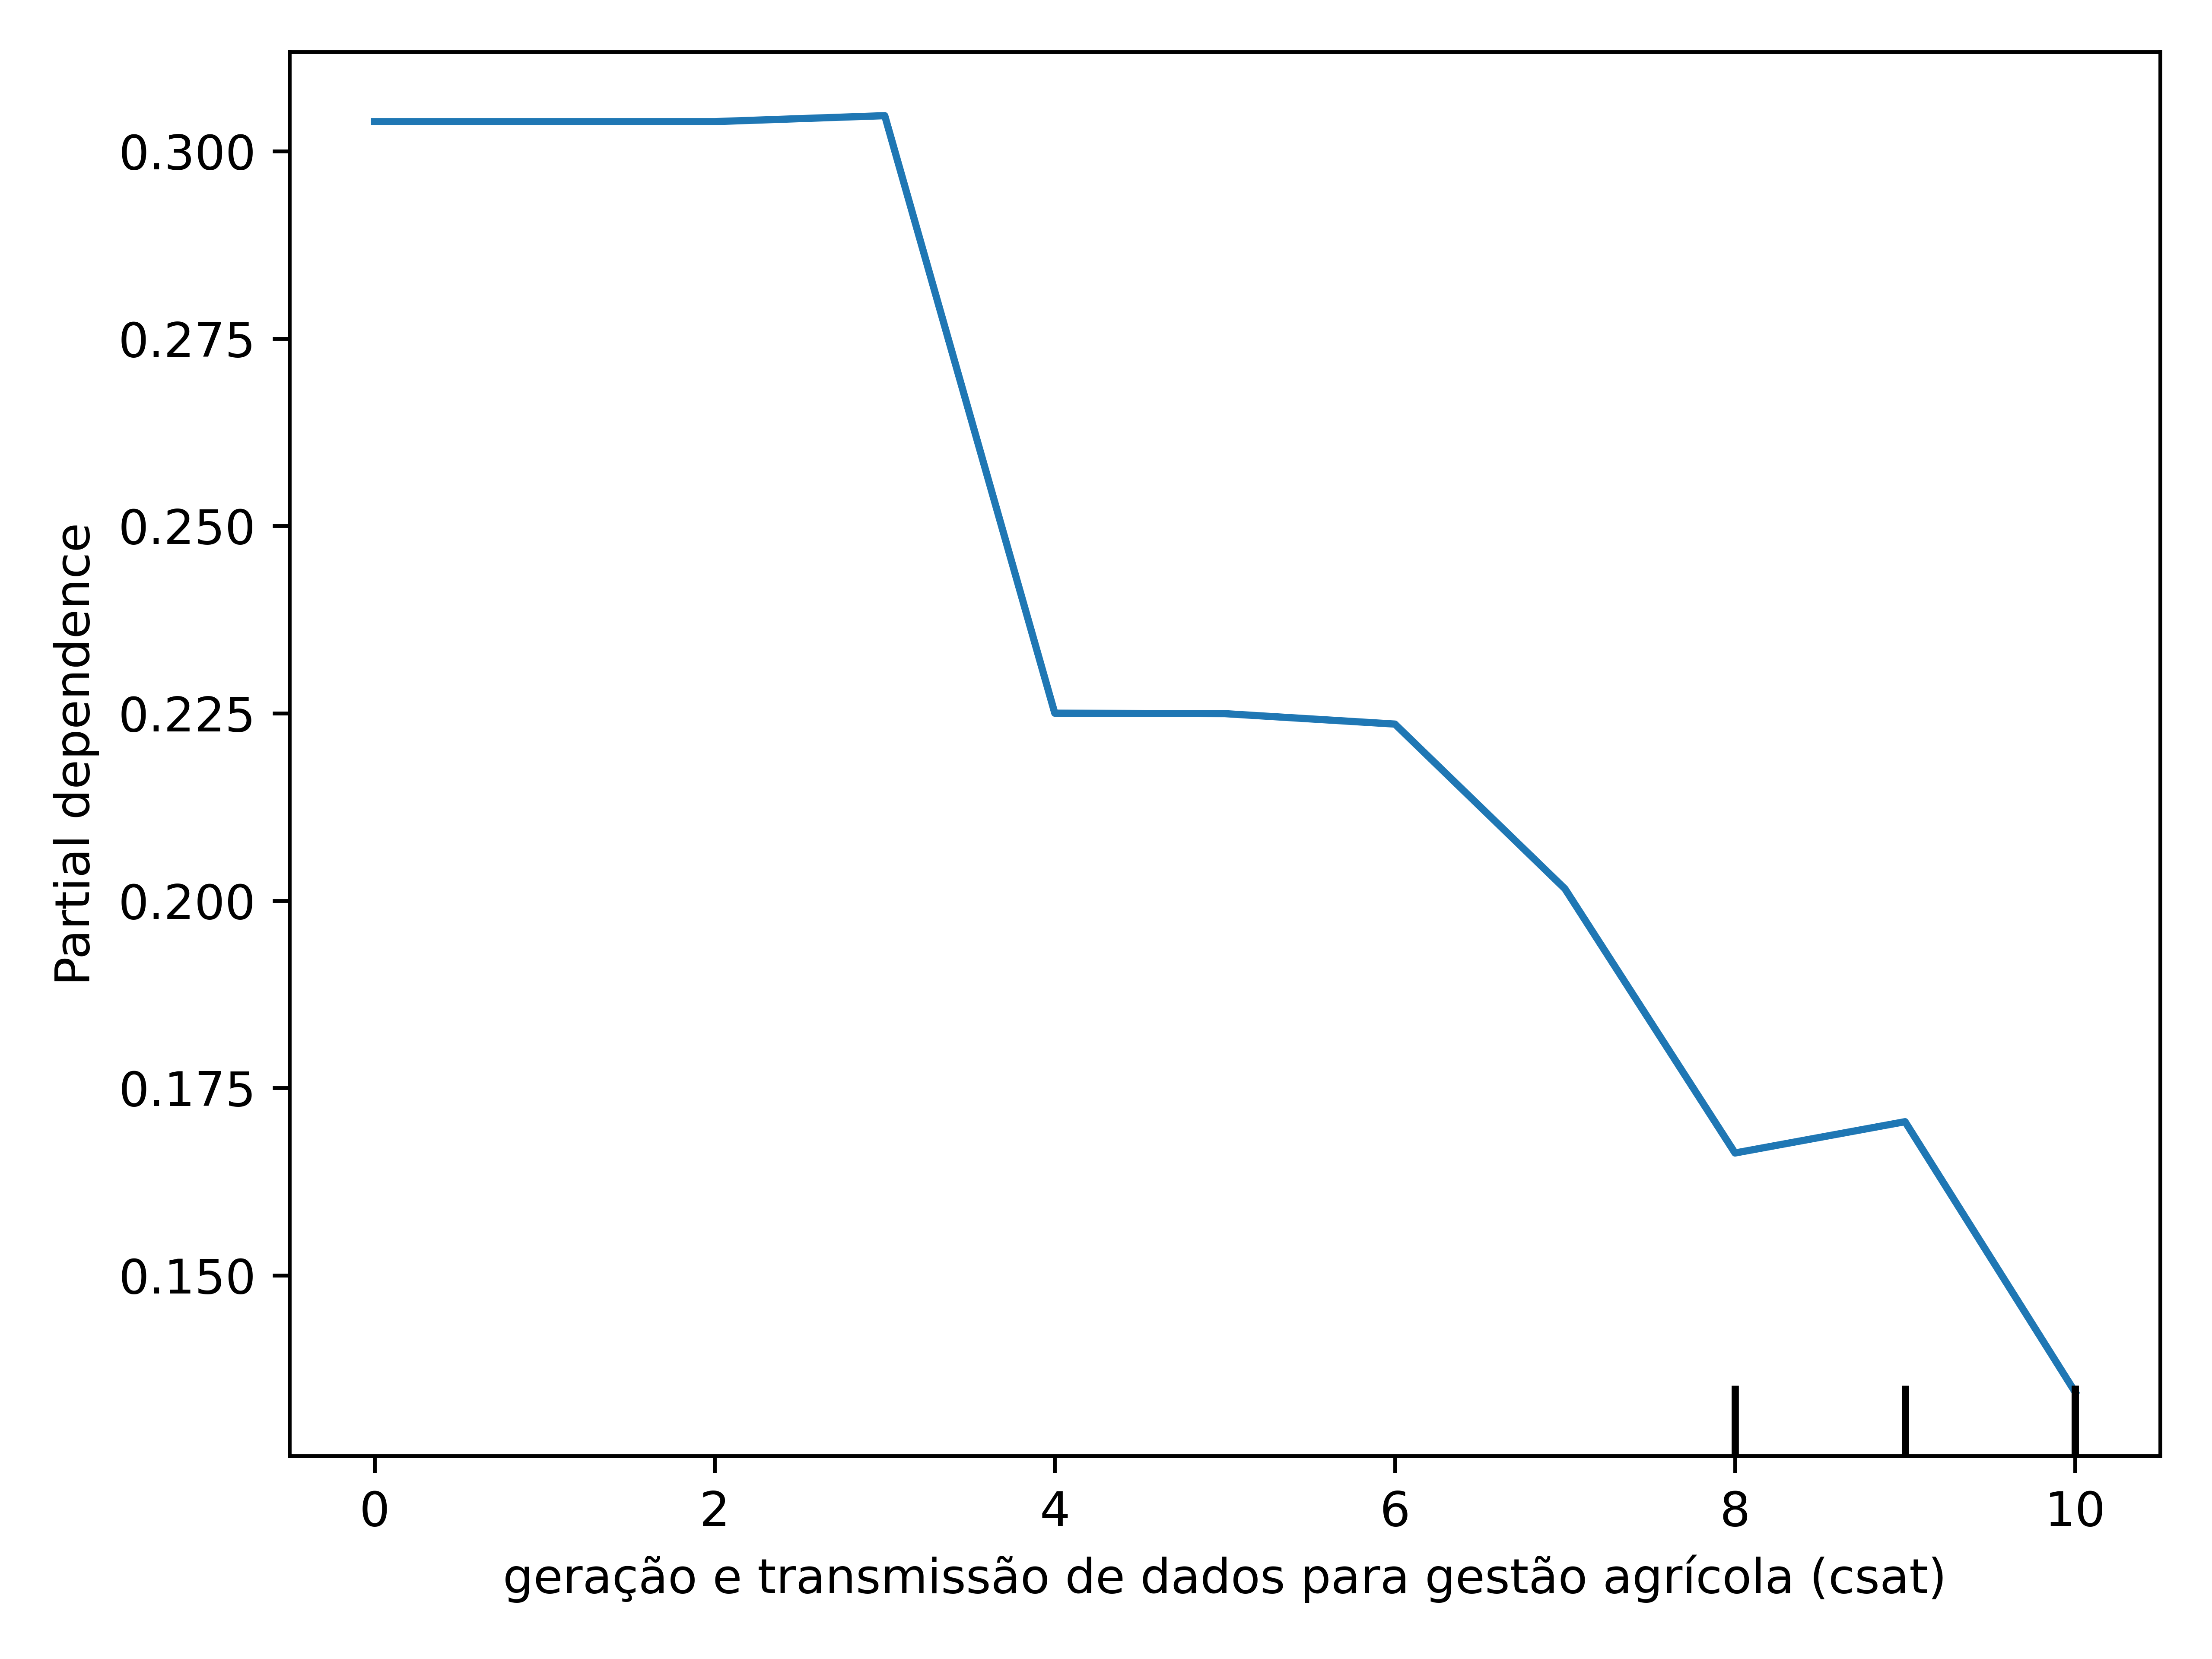 Partial dependence
0.300
0.275
0.250
0.225
0.200
0.175
0.150
0 2 4 6 8 10
geração e transmissão de dados para gestão agrícola (csat)